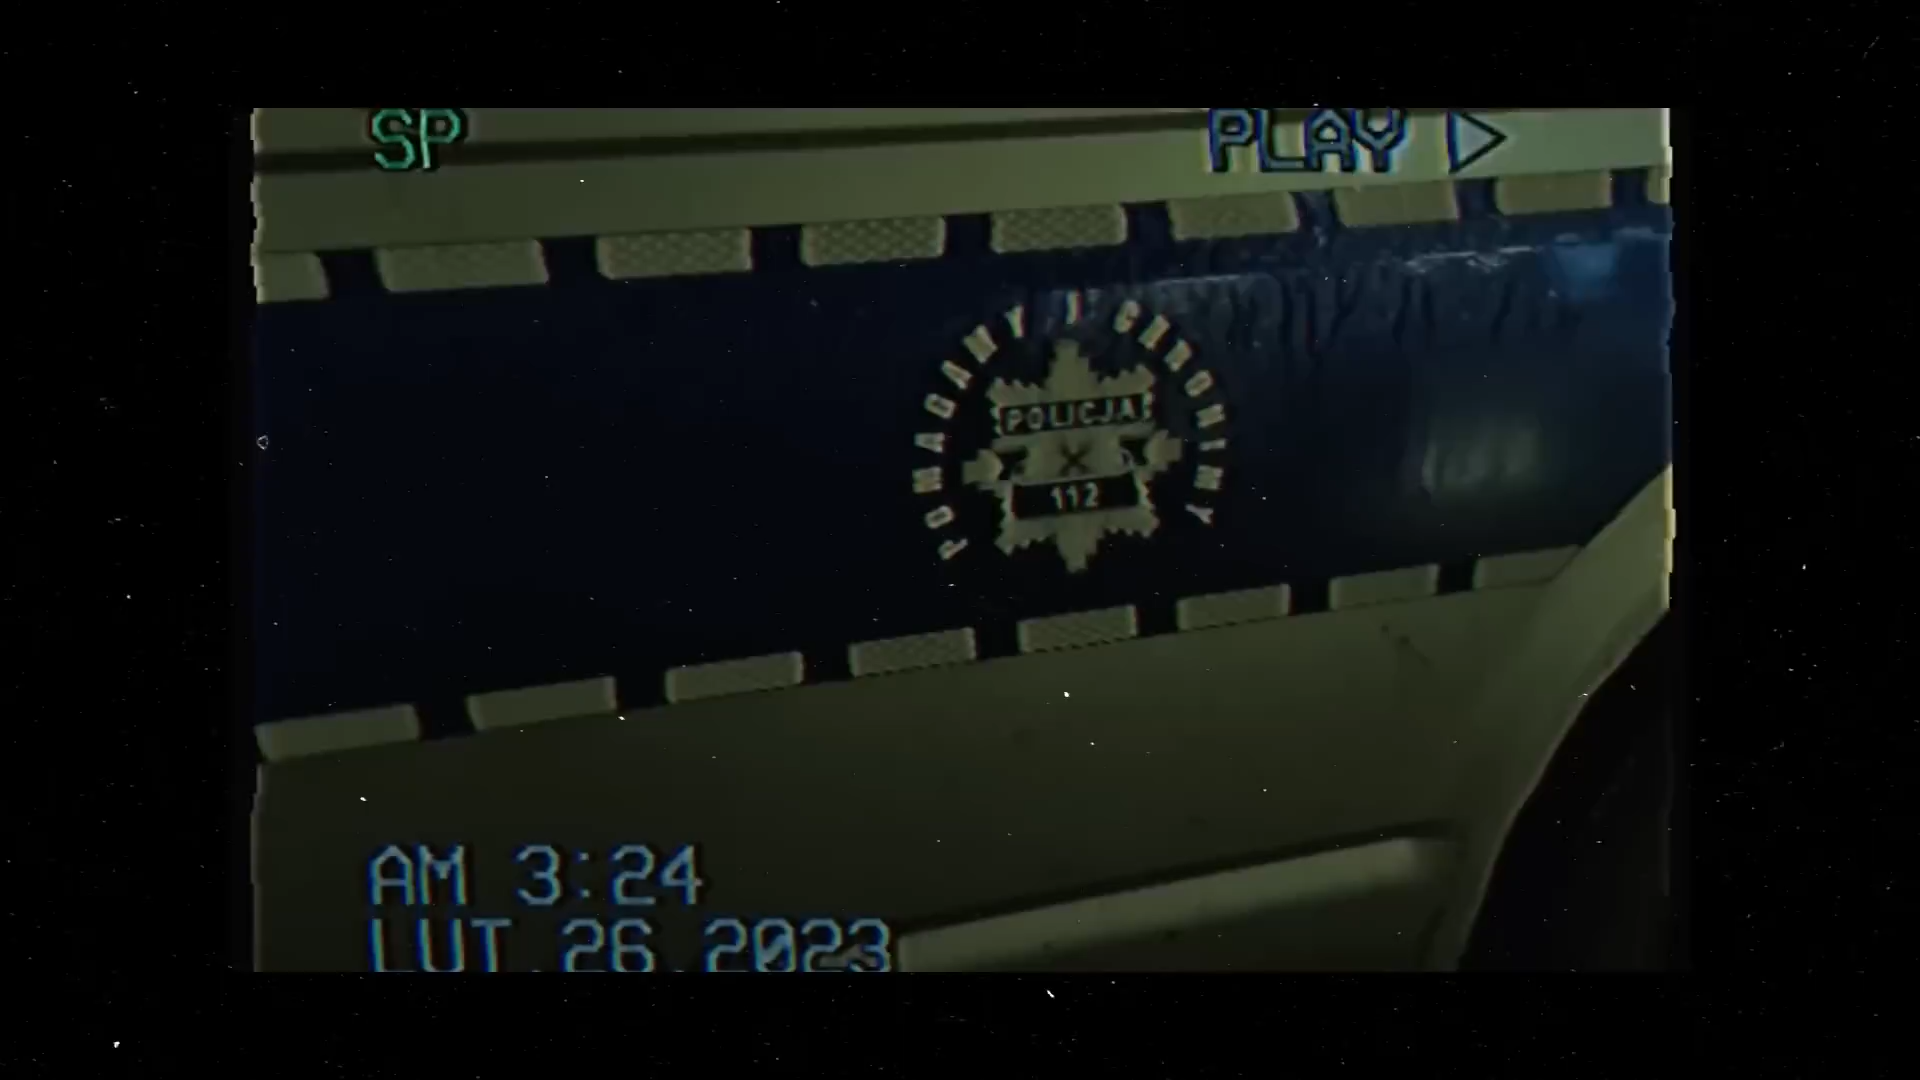 SP
PLAY
POMAGAMY I CHRONIMY
POLICJA
112
AM 3:24
LUT.26.2023